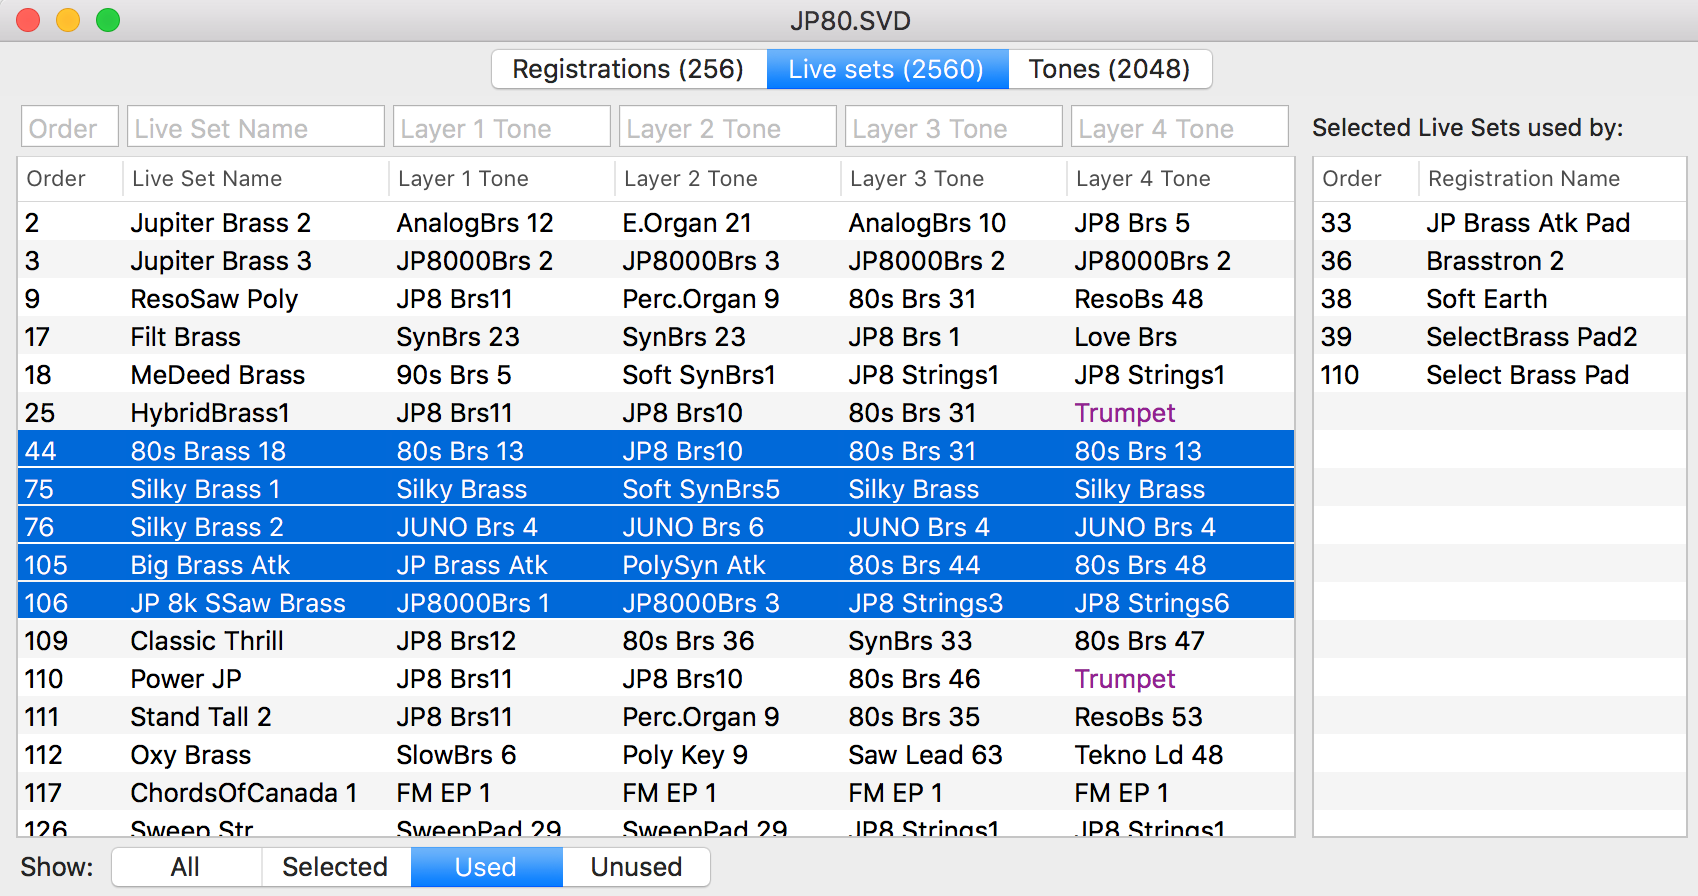 JP80.SVD
Registrations (256) Live sets (2560) Tones (2048)
Order Live Set Name Layer 1 Tone Layer 2 Tone Layer 3 Tone Layer 4 Tone Selected Live Sets used by:
Order Live Set Name Layer 1 Tone Layer 2 Tone Layer 3 Tone Layer 4 Tone Order Registration Name
2 Jupiter Brass 2 AnalogBrs 12 E.Organ 21 AnalogBrs 10 JP8 Brs 5 33 JP Brass Atk Pad
3 Jupiter Brass 3 JP8000Brs 2 JP8000Brs 3 JP8000Brs 2 JP8000Brs 2 36 Brasstron 2
9 ResoSaw Poly JP8 Brs11 Perc.Organ 9 80s Brs 31 ResoBs 48 38 Soft Earth
17 Filt Brass SynBrs 23 SynBrs 23 JP8 Brs 1 Love Brs 39 SelectBrass Pad2
18 MeDeed Brass 90s Brs 5 Soft SynBrs1 JP8 Strings1 JP8 Strings1 110 Select Brass Pad
25 HybridBrass1 JP8 Brs11 JP8 Brs10 80s Brs 31 Trumpet
44 80s Brass 18 80s Brs 13 JP8 Brs10 80s Brs 31 80s Brs 13
75 Silky Brass 1 Silky Brass Soft SynBrs5 Silky Brass Silky Brass
76 Silky Brass 2 JUNO Brs 4 JUNO Brs 6 JUNO Brs 4 JUNO Brs 4
105 Big Brass Atk JP Brass Atk PolySyn Atk 80s Brs 44 80s Brs 48
106 JP 8k SSaw Brass JP8000Brs 1 JP8000Brs 3 JP8 Strings3 JP8 Strings6
109 Classic Thrill JP8 Brs12 80s Brs 36 SynBrs 33 80s Brs 47
110 Power JP JP8 Brs11 JP8 Brs10 80s Brs 46 Trumpet
111 Stand Tall 2 JP8 Brs11 Perc.Organ 9 80s Brs 35 ResoBs 53
112 Oxy Brass SlowBrs 6 Poly Key 9 Saw Lead 63 Tekno Ld 48
117 ChordsOfCanada 1 FM EP 1 FM EP 1 FM EP 1 FM EP 1
126 Sweep Str SweepPad 29 SweepPad 29 JP8 Strings1 JP8 Strings1
Show: All Selected Used Unused